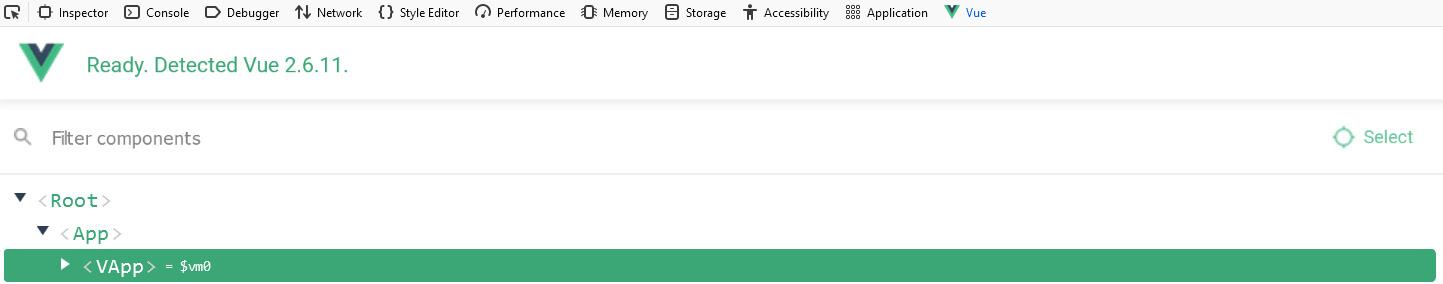 Inspector Console Debugger Network Style Editor Performance Memory Storage Accessibility Application Vue
Ready. Detected Vue 2.6.11.
Filter components Select
<Root>
<App>
<VApp> = $vm0